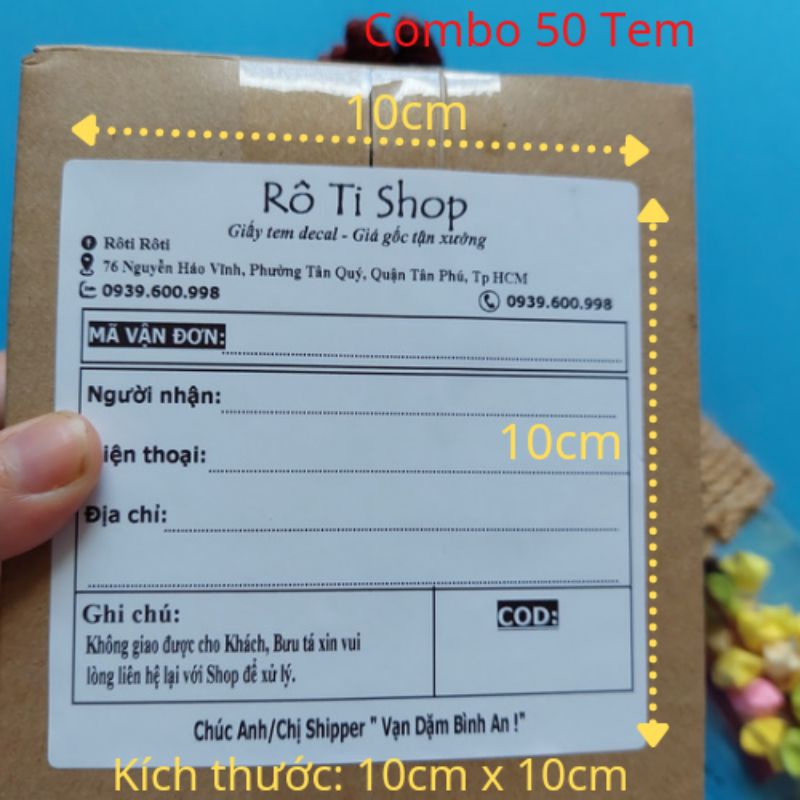 Combo 50 Tem
10cm
Rô Ti Shop
Giấy tem decal - Giá gốc tận xưởng
Rôti Rôti
76 Nguyễn Háo Vĩnh, Phường Tân Quý, Quận Tân Phú, Tp HCM
0939.600.998
0939.600.998
MÃ VẬN ĐƠN:
Người nhận:
10cm
iện thoại:
Địa chỉ:
Ghi chú:
COD:
Không giao được cho Khách, Bưu tá xin vui
lòng liên hệ lại với Shop để xử lý.
Chúc Anh/Chị Shipper " Vạn Dặm Bình An !"
Kích thước: 10cm x 10cm